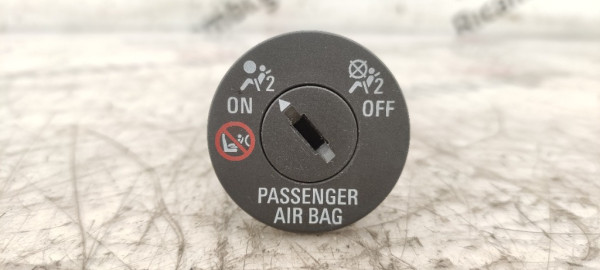 2 2
ON OFF
PASSENGER
AIR BAG